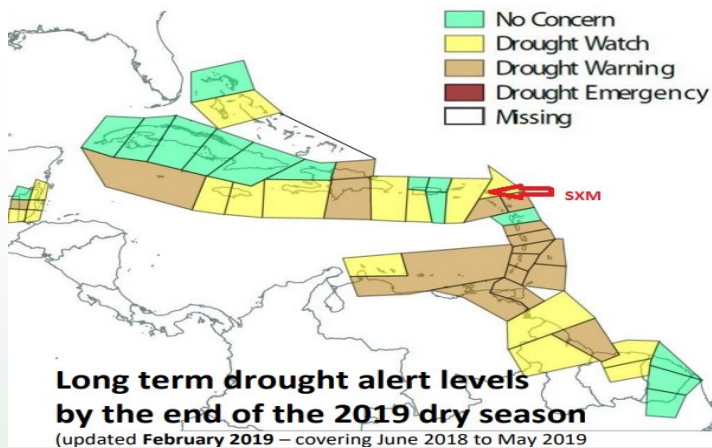 No Concern
Drought Watch
Drought Warning
Drought Emergency
Missing
SXM
Long term drought alert levels
by the end of the 2019 dry season
(updated February 2019 – covering June 2018 to May 2019